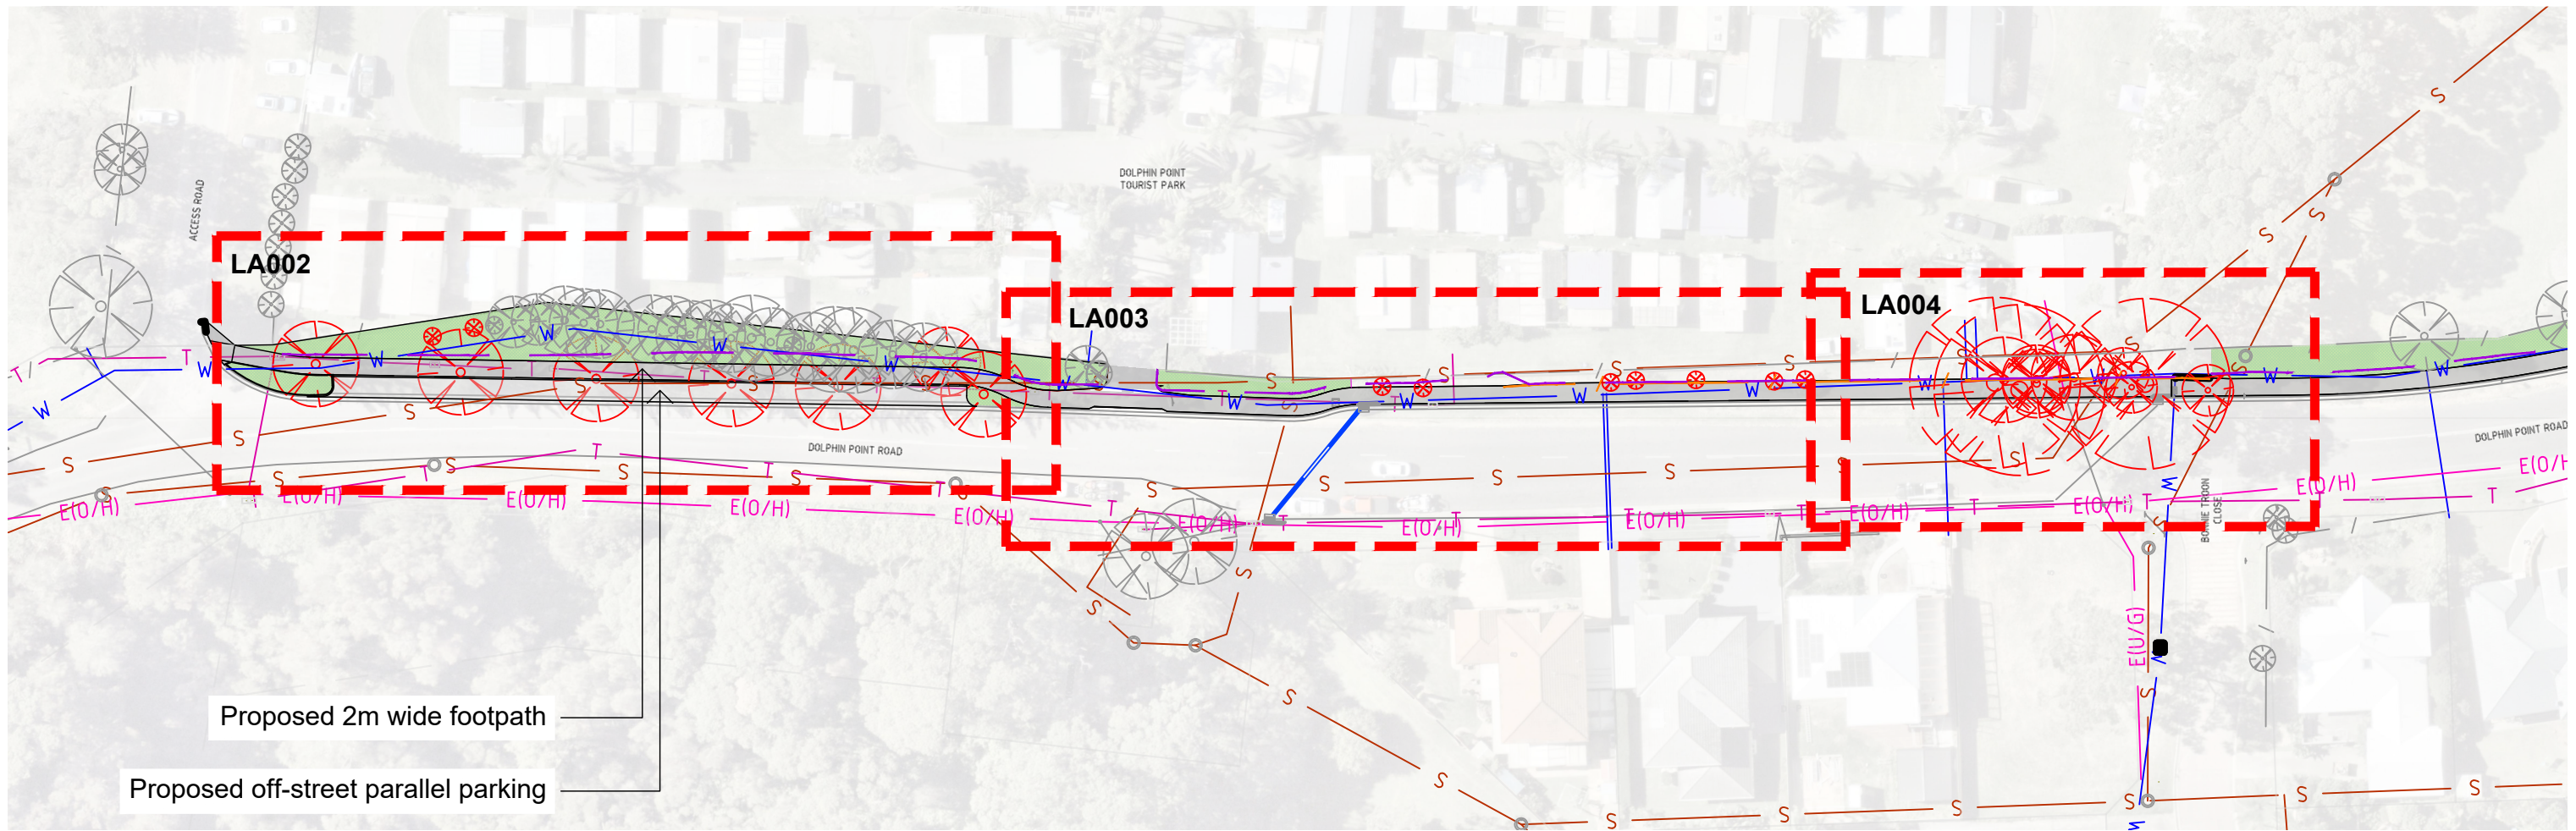 S
S
S
DOLPHIN POINT
TOURIST PARK
ACCESS ROAD
LA002
LA003
LA004
W
W
W
W
W
W
W
W
W
W
W
W
W
W
T
T
T
T
T
S
S
S
S
S
S
S
S
DOLPHIN POINT ROAD
DOLPHIN POINT ROAD
S
S
S
S
S
S
S
S
S
S
S
T
T
T
T
T
T
T
T
T
T
T
E(O/H)
E(O/H)
E(O/H)
E(O/H)
E(O/H)
E(O/H)
E(O/H)
E(O/H)
E(O/H)
E(O/H)
E(O/H)
E(O/H
BONNIE TROON
CLOSE
W
S
S
S
E(U/G)
W
S
Proposed 2m wide footpath
Proposed off-street parallel parking
S
S
S
S
S
S
S
S
W